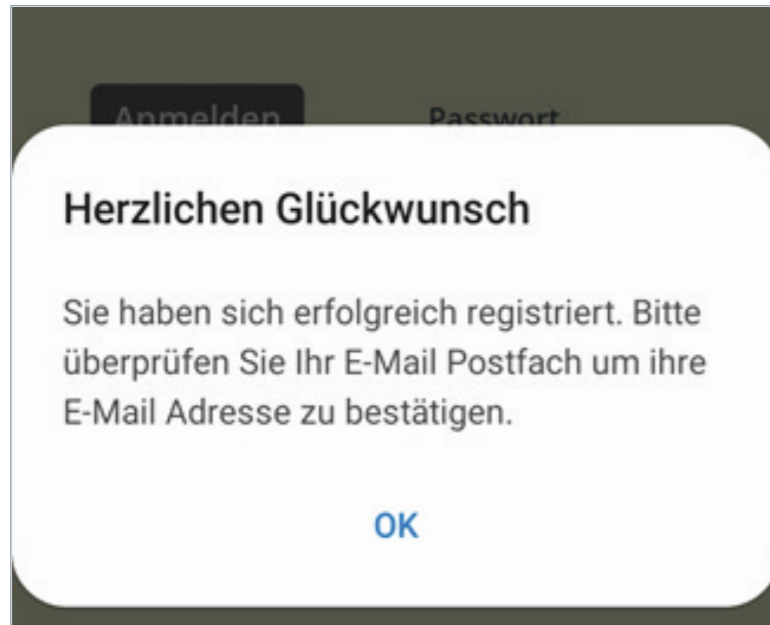 Anmelden Passwort
Herzlichen Glückwunsch
Sie haben sich erfolgreich registriert. Bitte
überprüfen Sie Ihr E-Mail Postfach um ihre
E-Mail Adresse zu bestätigen.
OK